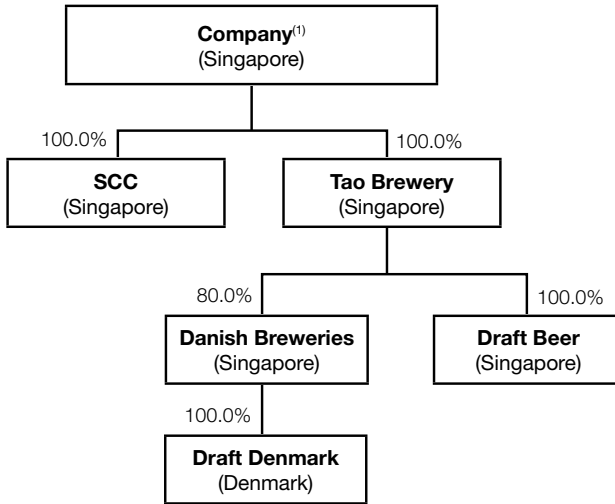 Company(1)
(Singapore)
100.0%
100.0%
SCC
(Singapore)
Tao Brewery
(Singapore)
80.0%
100.0%
Danish Breweries
(Singapore)
Draft Beer
(Singapore)
100.0%
Draft Denmark
(Denmark)